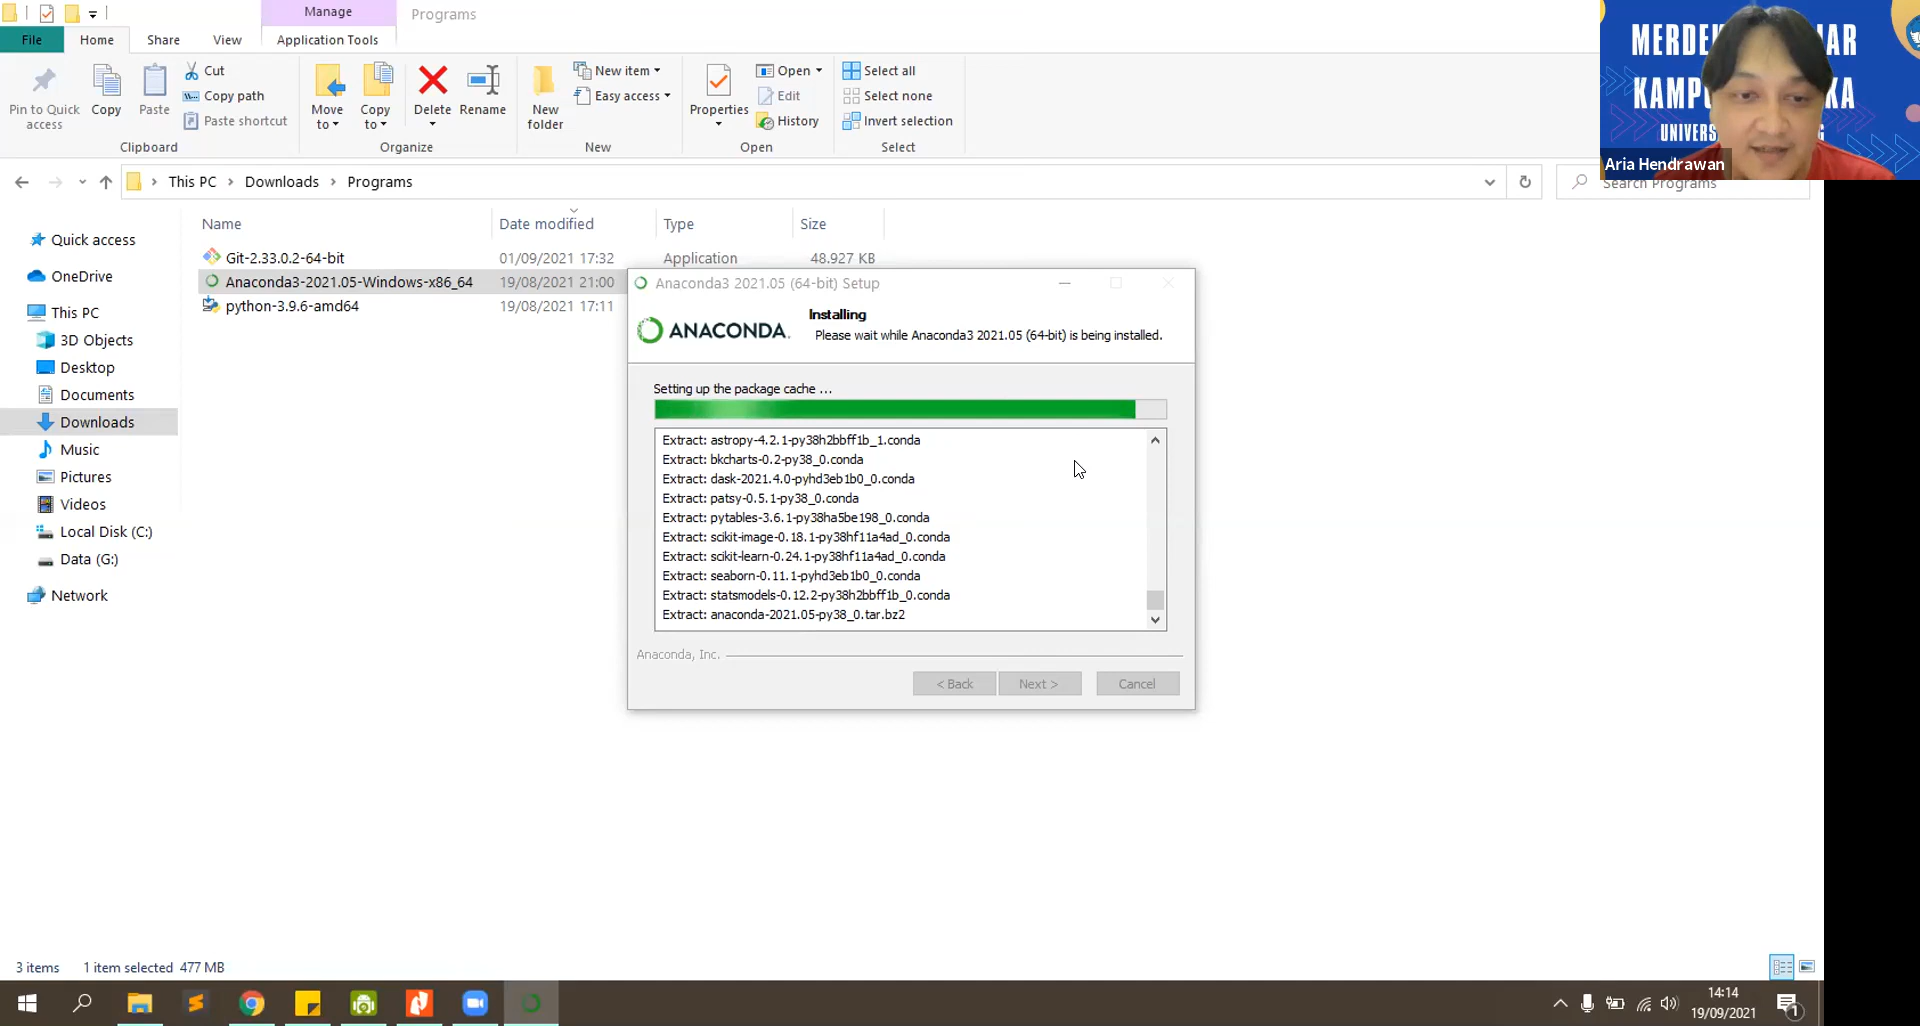 Manage
Programs
File
Home
Share
View
Application Tools
Pin to Quick access
Copy
Paste
Cut
Copy path
Paste shortcut
Clipboard
Move to
Copy to
Delete
Rename
Organize
New folder
New item
Easy access
New
Properties
Open
Edit
History
Open
Select all
Select none
Invert selection
Select
Aria Hendrawan
This PC > Downloads > Programs
Search Programs
Name
Date modified
Type
Size
Quick access
OneDrive
This PC
3D Objects
Desktop
Documents
Downloads
Music
Pictures
Videos
Local Disk (C:)
Data (G:)
Network
Git-2.33.0.2-64-bit 01/09/2021 17:32 Application 48.927 KB
Anaconda3-2021.05-Windows-x86_64 19/08/2021 21:00
python-3.9.6-amd64 19/08/2021 17:11
Anaconda3 2021.05 (64-bit) Setup
ANACONDA.
Installing
Please wait while Anaconda3 2021.05 (64-bit) is being installed.
Setting up the package cache ...
Extract: astropy-4.2.1-py38h2bbff1b_1.conda
Extract: bkcharts-0.2-py38_0.conda
Extract: dask-2021.4.0-pyhd3eb1b0_0.conda
Extract: patsy-0.5.1-py38_0.conda
Extract: pytables-3.6.1-py38ha5be198_0.conda
Extract: scikit-image-0.18.1-py38hf11a4ad_0.conda
Extract: scikit-learn-0.24.1-py38hf11a4ad_0.conda
Extract: seaborn-0.11.1-pyhd3eb1b0_0.conda
Extract: statsmodels-0.12.2-py38h2bbff1b_0.conda
Extract: anaconda-2021.05-py38_0.tar.bz2
Anaconda, Inc.
< Back
Next >
Cancel
3 items
1 item selected 477 MB
14:14
19/09/2021
1